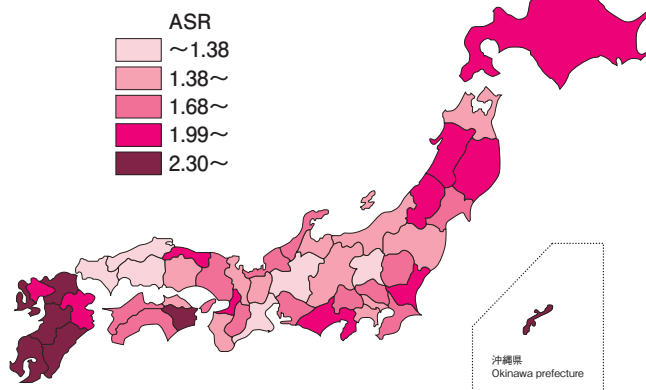 ASR
～1.38
1.38～
1.68～
1.99～
2.30～
沖縄県
Okinawa prefecture